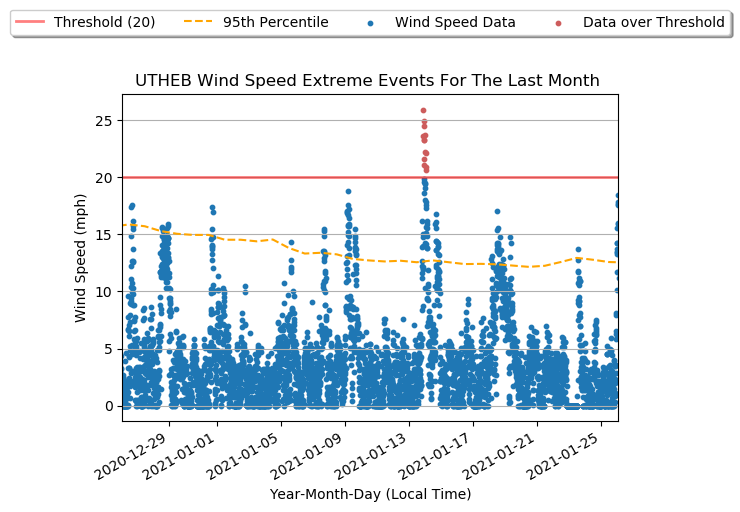 Threshold (20) 95th Percentile Wind Speed Data Data over Threshold
UTHEB Wind Speed Extreme Events For The Last Month
25
20
15
10
5
0
Wind Speed (mph)
2020-12-29 2021-01-01 2021-01-05 2021-01-09 2021-01-13 2021-01-17 2021-01-21 2021-01-25
Year-Month-Day (Local Time)